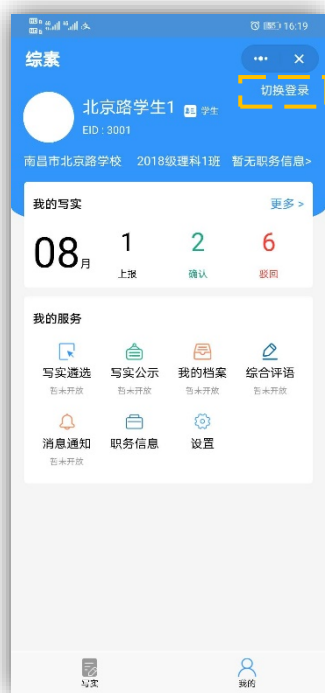 16:19
综素
切换登录
北京路学生1 学生
EID : 3001
南昌市北京路学校 2018级理科1班 暂无职务信息>
我的写实 更多 >
08月 1 2 6
上报 确认 驳回
我的服务
写实遴选 写实公示 我的档案 综合评语
暂未开放 暂未开放 暂未开放 暂未开放
消息通知 职务信息 设置
暂未开放
写实 我的